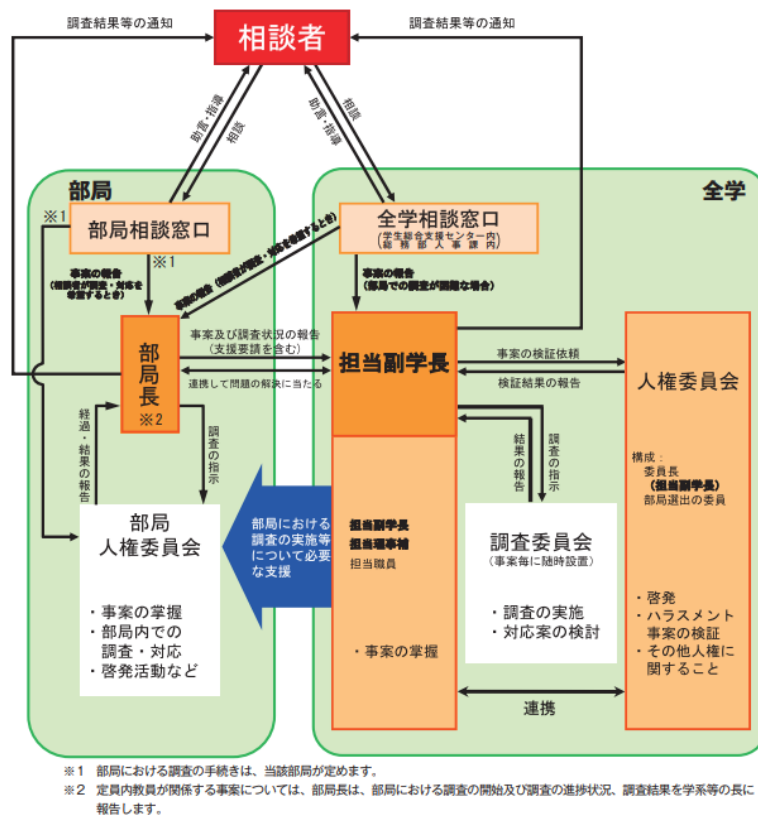 調査結果等の通知
調査結果等の通知
相談者
助言・指導
相談
助言・指導
相談
部局
全学
※1
部局相談窓口
全学相談窓口
(学生総合支援センター内)
(総務部人事課内)
事案の報告
(相談者が調査・対応を
希望するとき)
※1
事案の報告(相談者が調査・対応を希望するとき)
事案の報告
(部局での調査が困難な場合)
部局長
※2
事案及び調査状況の報告
(支援要請を含む)
連携して問題の解決に当たる
担当副学長
事案の検証依頼
検証結果の報告
人権委員会
経過・結果の報告
調査の指示
結果の報告
調査の指示
構成:
委員長
(担当副学長)
部局選出の委員
部局
人権委員会
・事案の掌握
・部局内での
調査・対応
・啓発活動など
部局における
調査の実施等
について必要
な支援
担当副学長
担当理事補
担当職員
・事案の掌握
調査委員会
(事案毎に随時設置)
・調査の実施
・対応案の検討
・啓発
・ハラスメント
事案の検証
・その他人権に
関すること
連携
※1 部局における調査の手続きは、当該部局が定めます。
※2 定員内教員が関係する事案については、部局長は、部局における調査の開始及び調査の進捗状況、調査結果を学系等の長に
報告します。